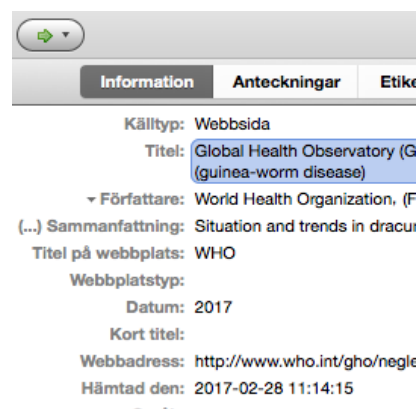 Information Anteckningar Etike
Källtyp: Webbsida
Titel: Global Health Observatory (G
(guinea-worm disease)
Författare: World Health Organization, (F
(...) Sammanfattning: Situation and trends in dracur
Titel på webbplats: WHO
Webbplatstyp:
Datum: 2017
Kort titel:
Webbadress: http://www.who.int/gho/negle
Hämtad den: 2017-02-28 11:14:15